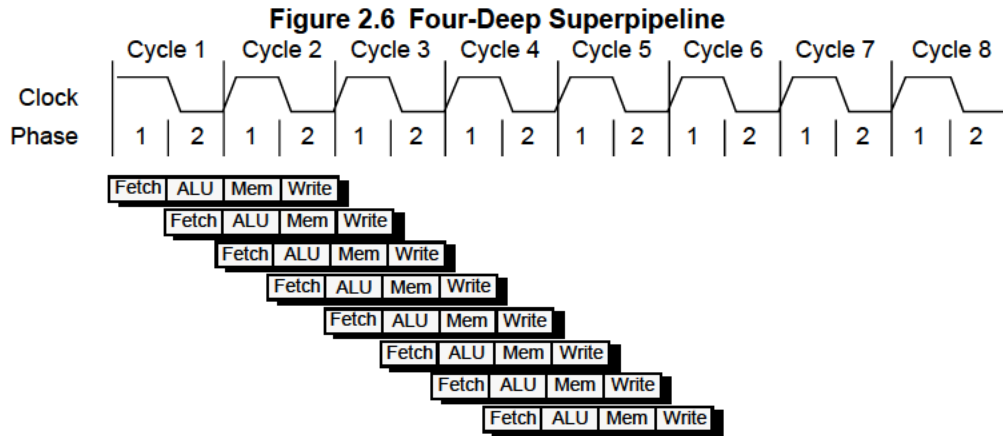 Figure 2.6 Four-Deep Superpipeline
Cycle 1 Cycle 2 Cycle 3 Cycle 4 Cycle 5 Cycle 6 Cycle 7 Cycle 8
Clock
Phase 1 2 1 2 1 2 1 2 1 2 1 2 1 2 1 2
Fetch ALU Mem Write
Fetch ALU Mem Write
Fetch ALU Mem Write
Fetch ALU Mem Write
Fetch ALU Mem Write
Fetch ALU Mem Write
Fetch ALU Mem Write
Fetch ALU Mem Write